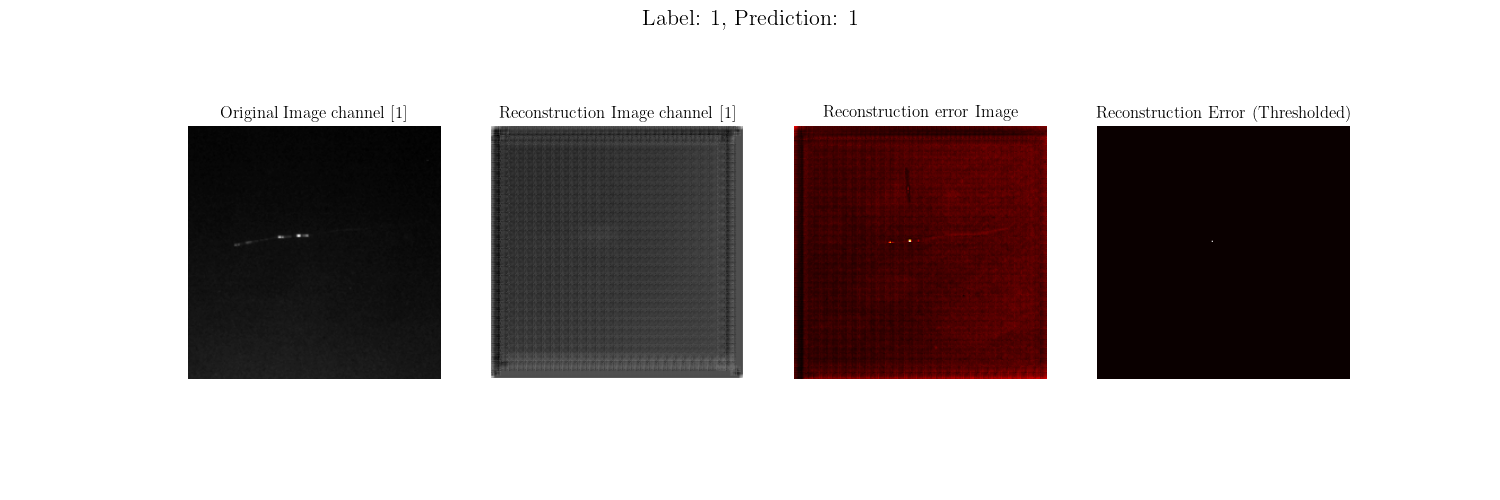 Label: 1, Prediction: 1
Original Image channel [1]
Reconstruction Image channel [1]
Reconstruction error Image
Reconstruction Error (Thresholded)